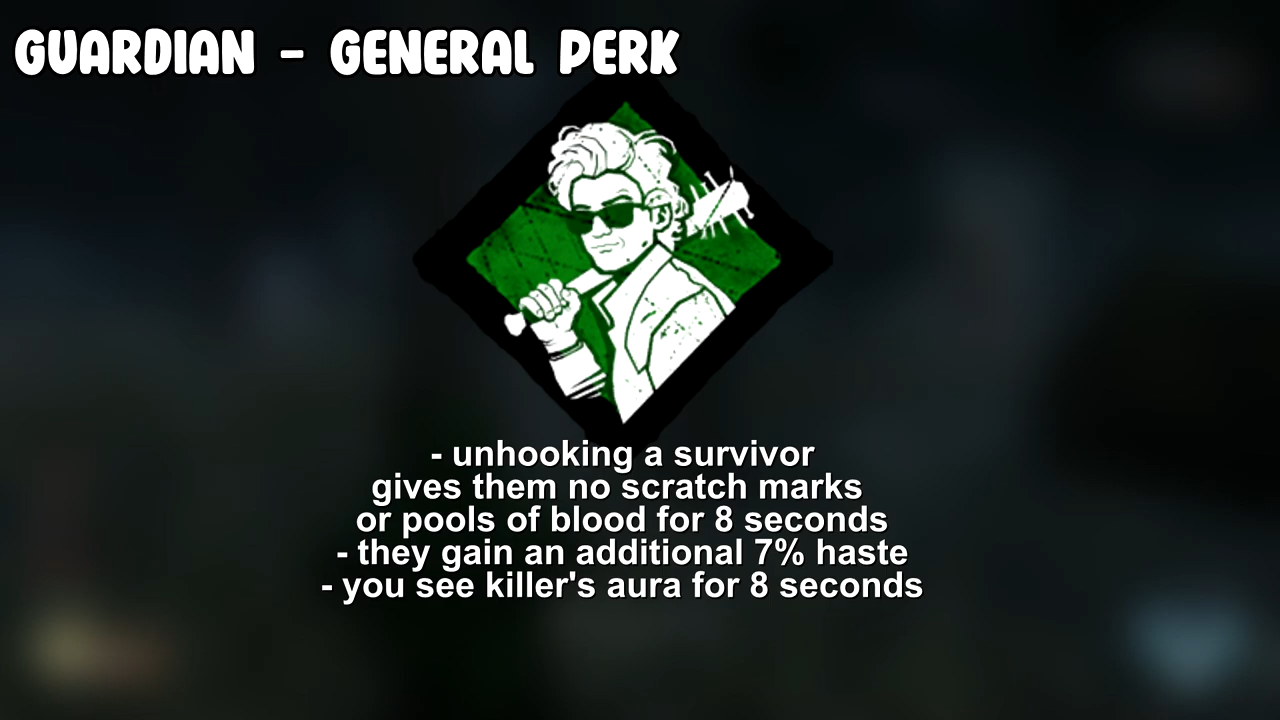 GUARDIAN - GENERAL PERK
- unhooking a survivor
gives them no scratch marks
or pools of blood for 8 seconds
- they gain an additional 7% haste
- you see killer's aura for 8 seconds